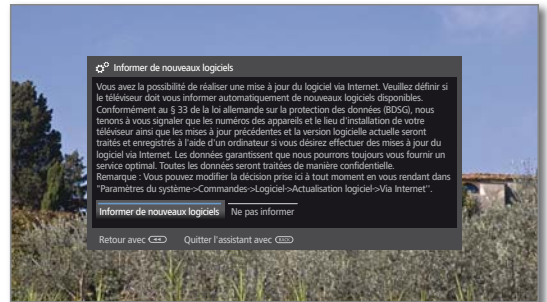 Informer de nouveaux logiciels
Vous avez la possibilité de réaliser une mise à jour du logiciel via Internet. Veuillez définir si
le téléviseur doit vous informer automatiquement de nouveaux logiciels disponibles.
Conformément au § 33 de la loi allemande sur la protection des données (BDSG), nous
tenons à vous signaler que les numéros des appareils et le lieu d'installation de votre
téléviseur ainsi que les mises à jour précédentes et la version logicielle actuelle seront
traités et enregistrés à l'aide d'un ordinateur si vous désirez effectuer des mises à jour du
logiciel via Internet. Les données garantissent que nous pourrons toujours vous fournir un
service optimal. Toutes les données seront traitées de manière confidentielle.
Remarque : Vous pouvez modifier la décision prise ici à tout moment en vous rendant dans
"Paramètres du système->Commandes->Logiciel->Actualisation logiciel->Via Internet".
Informer de nouveaux logiciels Ne pas informer
Retour avec Quitter l'assistant avec BACK